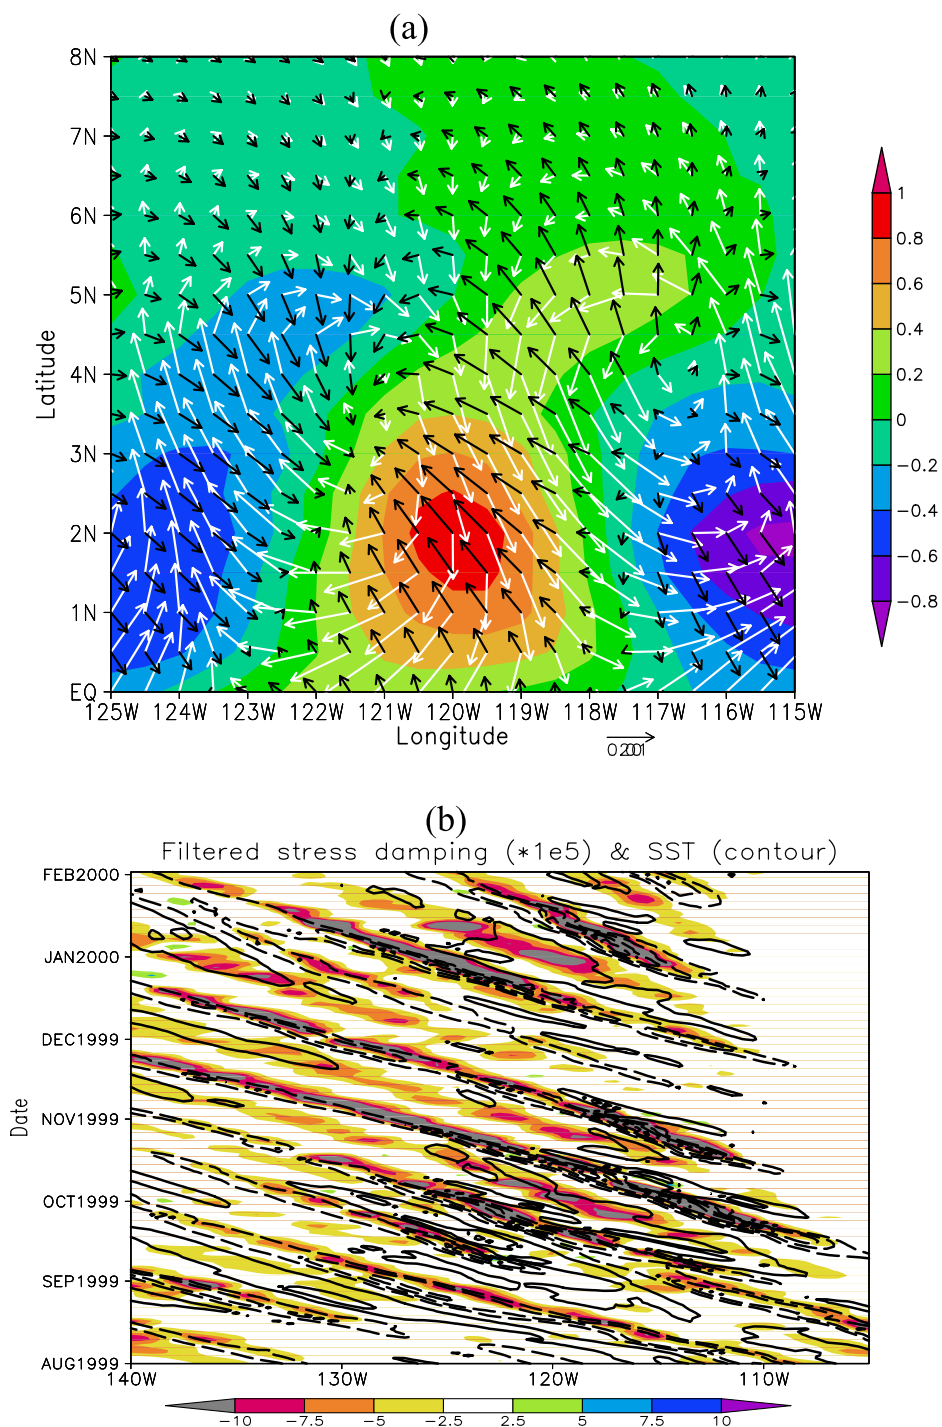 (a)
8N
7N
6N
5N
4N
3N
2N
1N
EQ
Latitude
125W 124W 123W 122W 121W 120W 119W 118W 117W 116W 115W
Longitude
1
0.8
0.6
0.4
0.2
0
−0.2
−0.4
−0.6
−0.8
(b)
Filtered stress damping (*1e5) & SST (contour)
FEB2000
JAN2000
DEC1999
NOV1999
OCT1999
SEP1999
AUG1999
Date
140W 130W 120W 110W
−10 −7.5 −5 −2.5 2.5 5 7.5 10